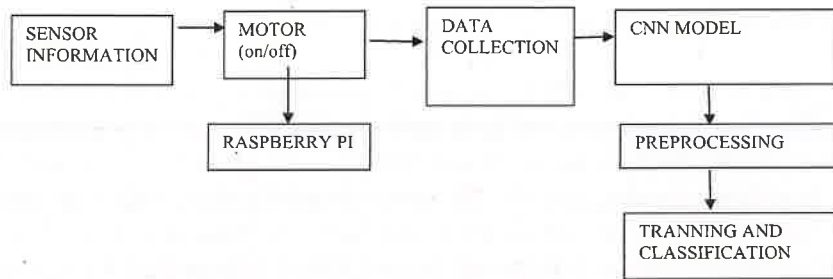 SENSOR
INFORMATION
MOTOR
(on/off)
DATA
COLLECTION
CNN MODEL
RASPBERRY PI
PREPROCESSING
TRANNING AND
CLASSIFICATION